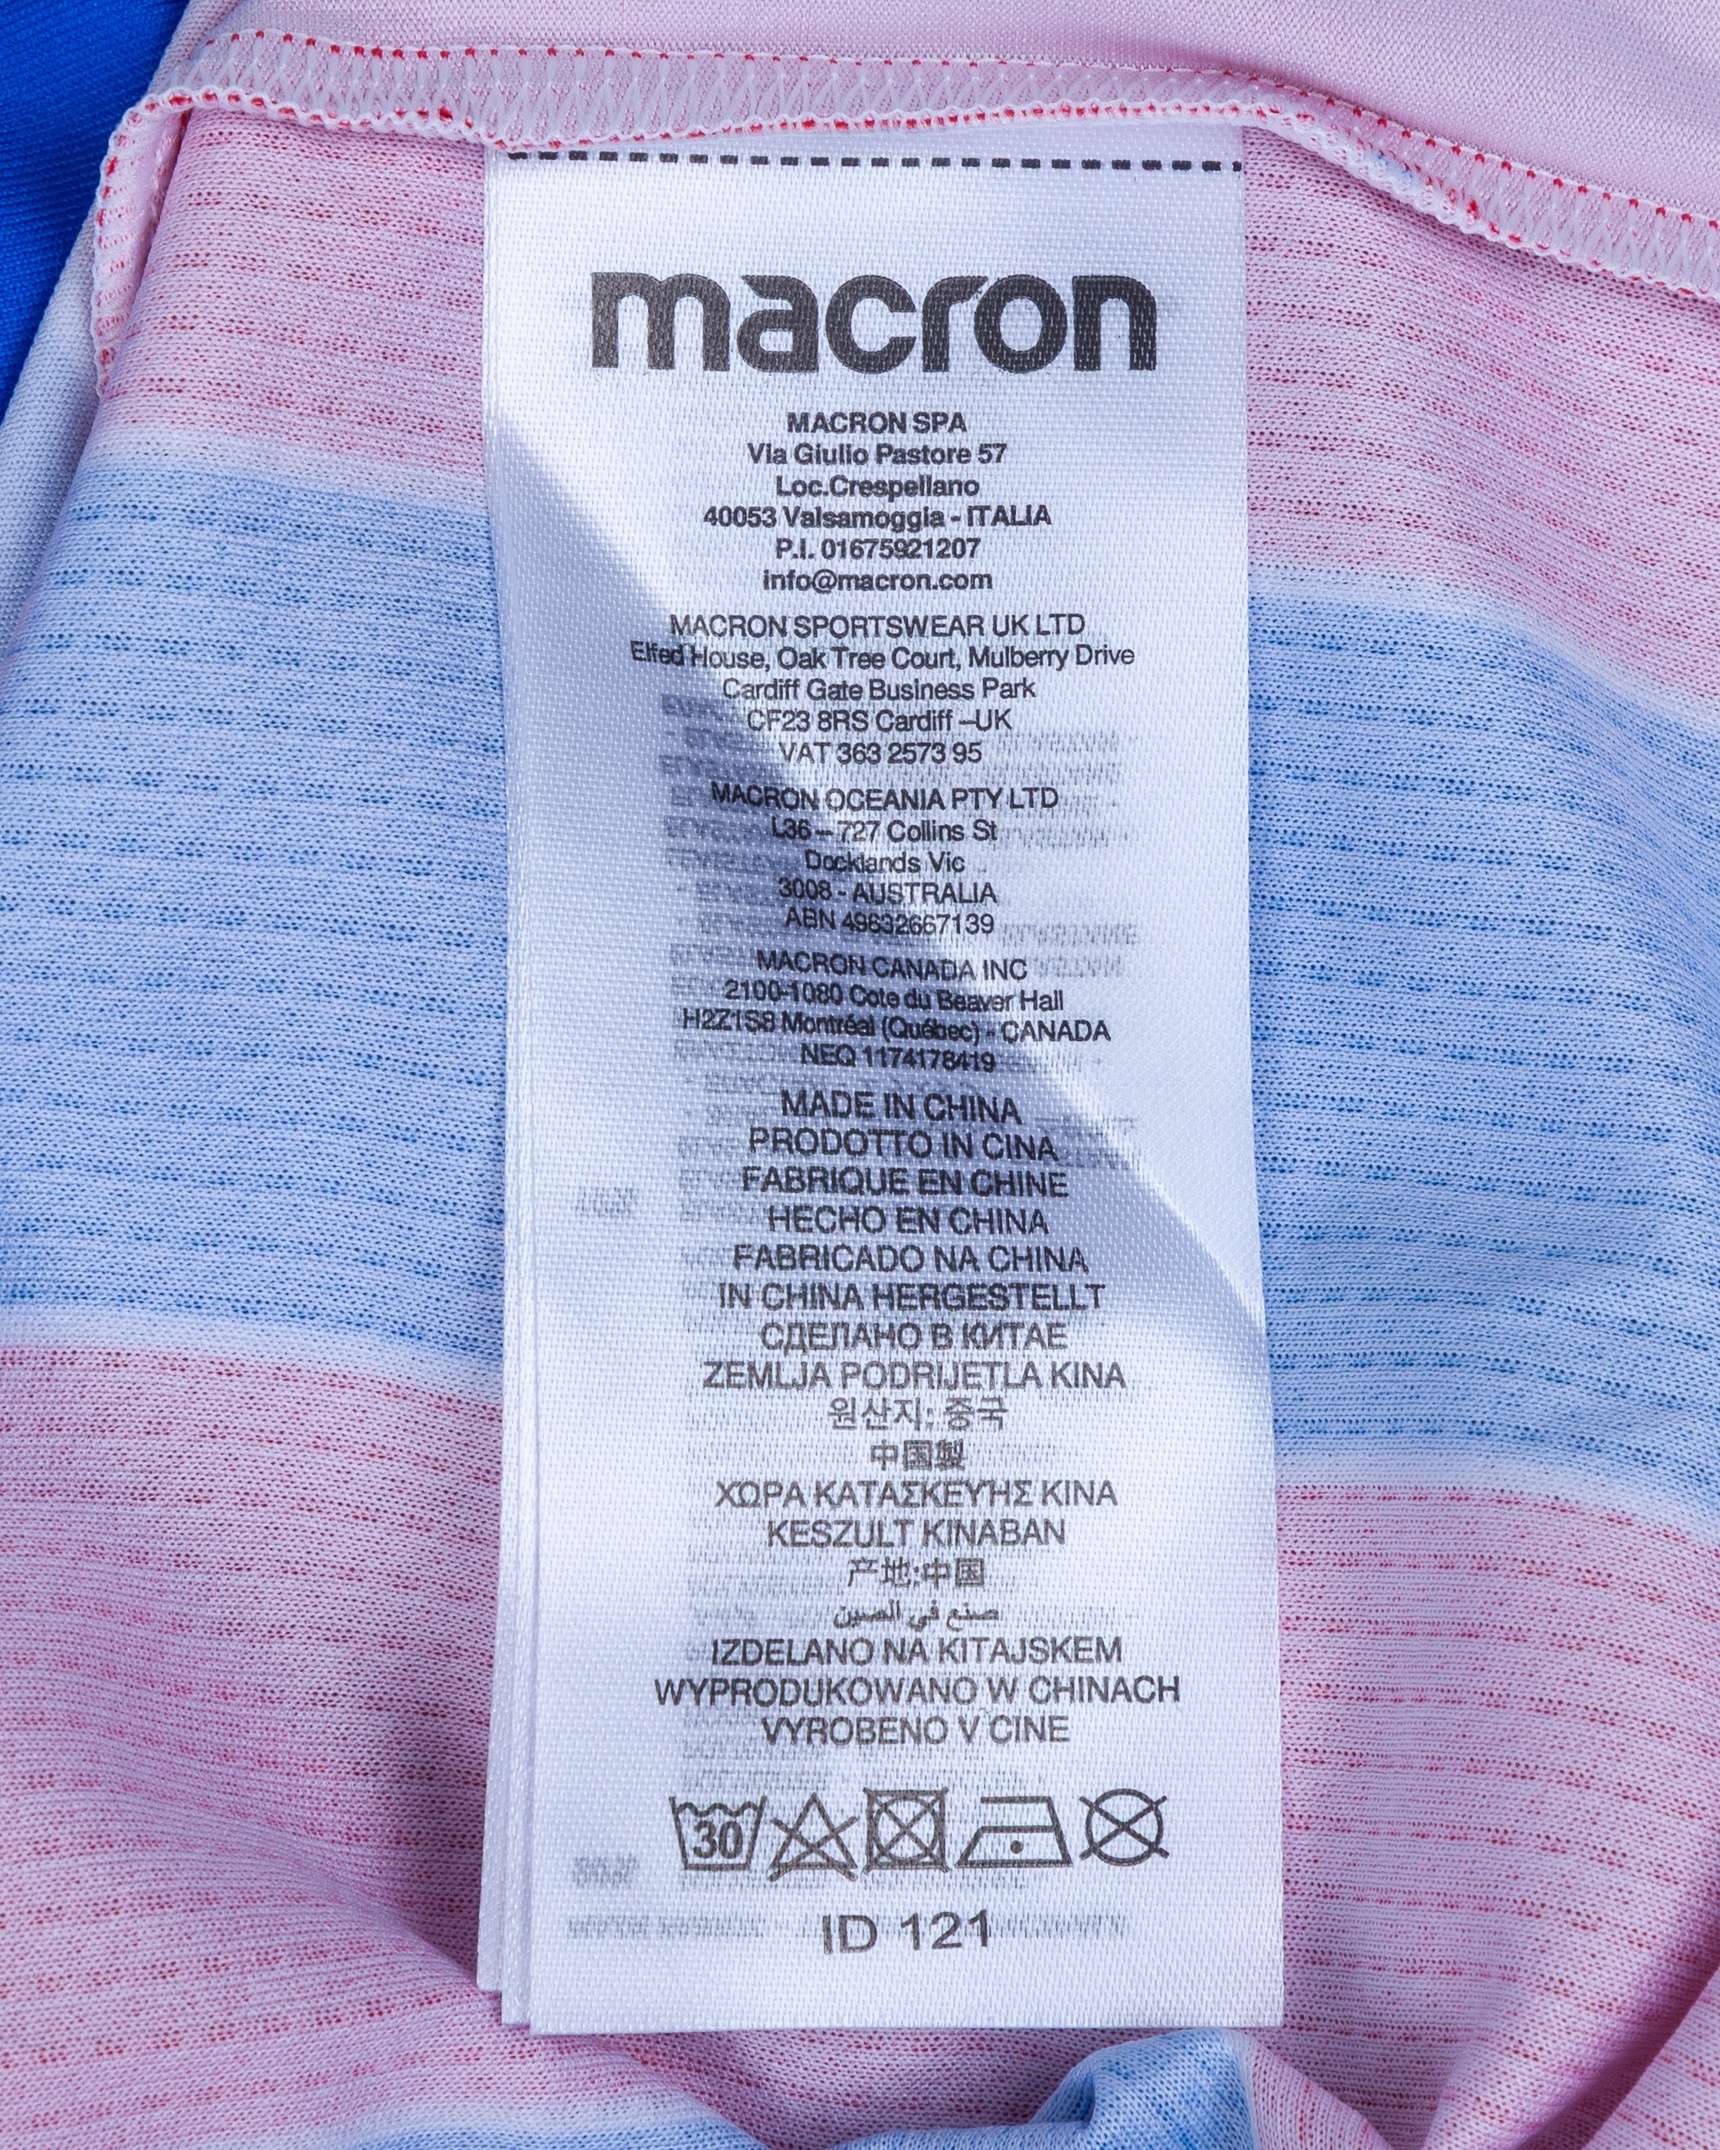 macron
MACRON SPA
Via Giulio Pastore 57
Loc.Crespellano
40053 Valsamoggia - ITALIA
P.I. 01675921207
info@macron.com
MACRON SPORTSWEAR UK LTD
Elfed House, Oak Tree Court, Mulberry Drive
Cardiff Gate Business Park
CF23 8RS Cardiff –UK
VAT 363 2573 95
MACRON OCEANIA PTY LTD
L36 – 727 Collins St
Docklands Vic
3008 - AUSTRALIA
ABN 49632667139
MACRON CANADA INC
2100-1080 Cote du Beaver Hall
H2Z1S8 Montréal (Québec) - CANADA
NEQ 1174178419
MADE IN CHINA
PRODOTTO IN CINA
FABRIQUE EN CHINE
HECHO EN CHINA
FABRICADO NA CHINA
IN CHINA HERGESTELLT
СДЕЛАНО В КИТАЕ
ZEMLJA PODRIJETLA KINA
원산지: 중국
中国製
ΧΩΡΑ ΚΑΤΑΣΚΕΥΉΣ ΚΙΝΑ
KESZULT KINABAN
产地:中国
صنع في الصين
IZDELANO NA KITAJSKEM
WYPRODUKOWANO W CHINACH
VYROBENO V CINE
30
ID 121